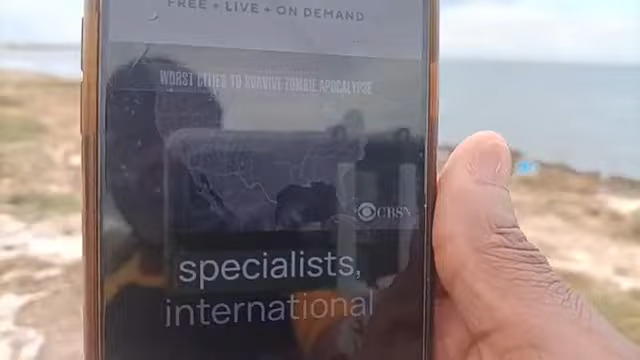 FREE + LIVE + ON DEMAND
WORST CITIES TO SURVIVE ZOMBIE APOCALYPSE
CBSN
specialists,
international